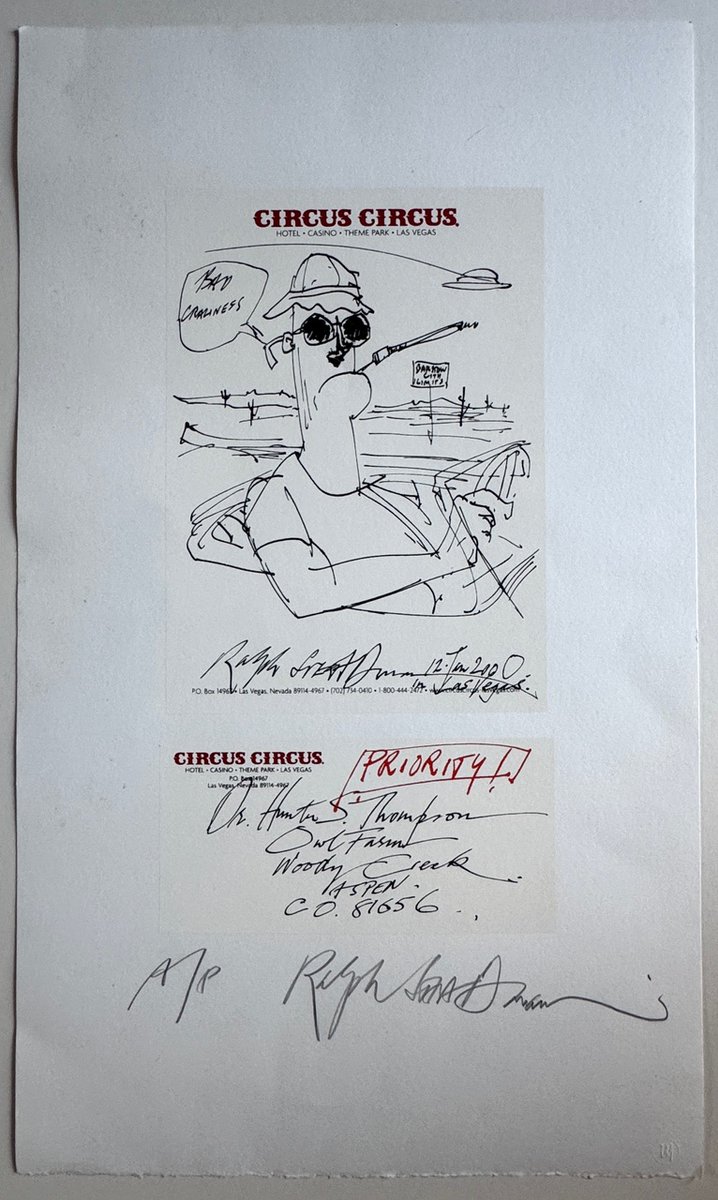 CIRCUS CIRCUS.
HOTEL • CASINO • THEME PARK • LAS VEGAS
BAD
CRAZINESS
BARSTOW
CITY
LIMITS
Ralph STEADman 12. Jan 2000
in Las Vegas.
P.O. Box 14967 • Las Vegas, Nevada 89114-4967 • (702) 734-0410 • 1-800-444-2472 •
CIRCUS CIRCUS.
HOTEL • CASINO • THEME PARK • LAS VEGAS
P.O. Box 14967
Las Vegas, Nevada 89114-4967
PRIORITY!
Dr. Hunter S. Thompson
Owl Farm
Woody Creek
ASPEN.
CO. 81656
A/P Ralph STEADman